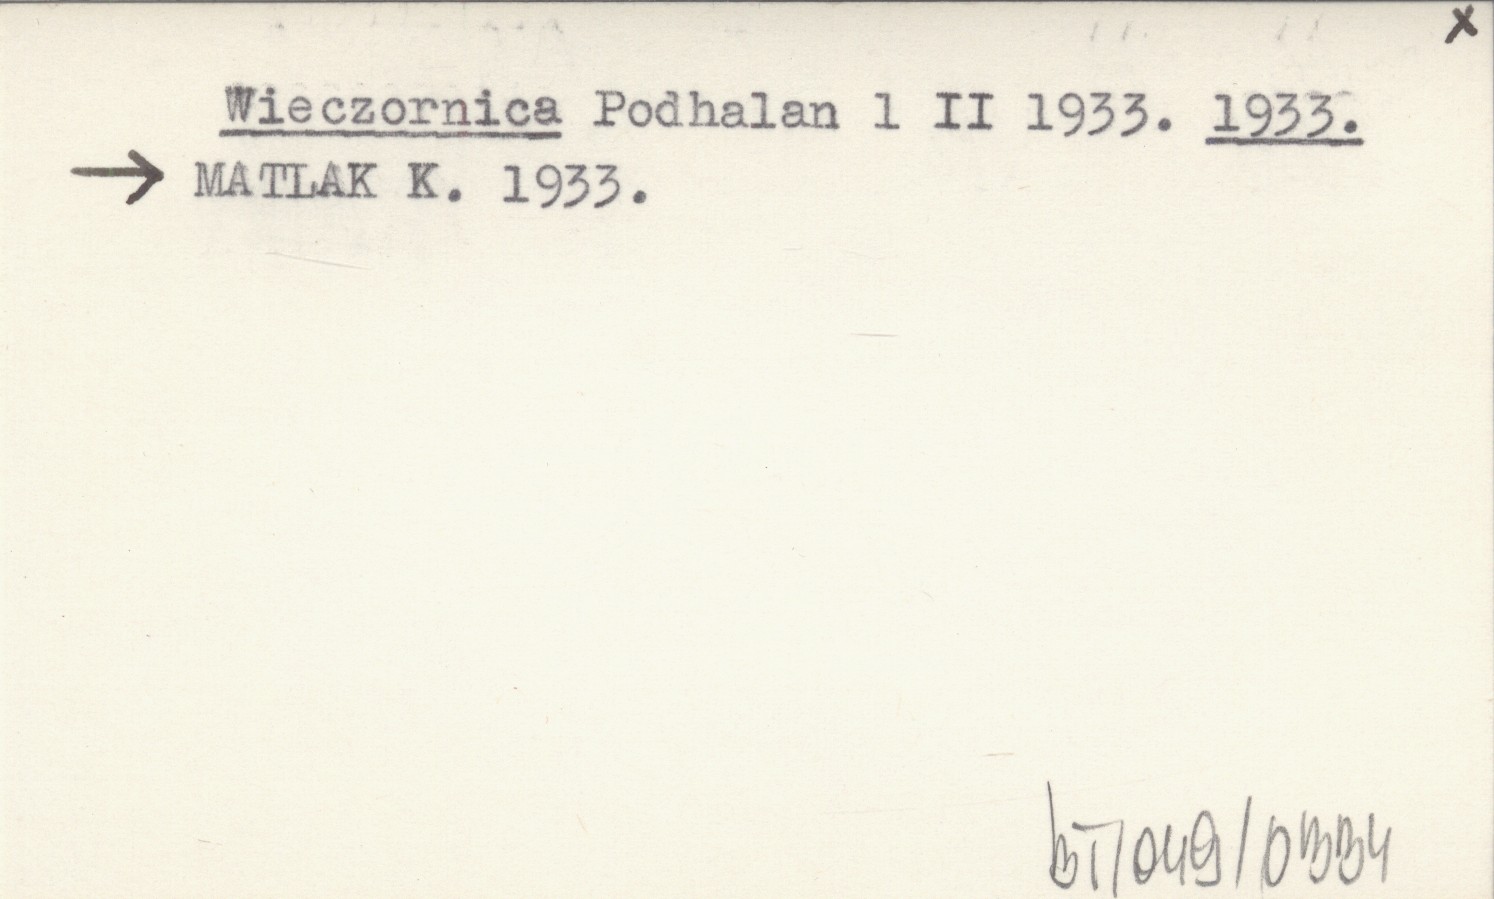 x
Wieczornica Podhalan 1 II 1933. 1933.
→ MATLAK K. 1933.
BT/049/0334